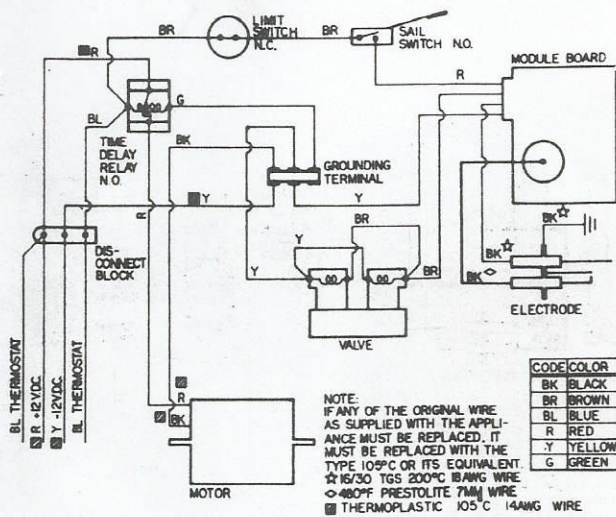 LIMIT
SWITCH
N.C.
BR
BR
SAIL
SWITCH N.O.
R
R
MODULE BOARD
BL
G
BK
TIME
DELAY
RELAY
N.O.
GROUNDING
TERMINAL
R
Y
Y
BR
Y
Y
BR
DIS-
CONNECT
BLOCK
BK ☆
BK ☆
BK ◇
ELECTRODE
VALVE
BL THERMOSTAT
R +12V.DC.
Y -12V.DC.
BL THERMOSTAT
R
BK
MOTOR
NOTE:
IF ANY OF THE ORIGINAL WIRE
AS SUPPLIED WITH THE APPLI-
ANCE MUST BE REPLACED, IT
MUST BE REPLACED WITH THE
TYPE 105°C OR ITS EQUIVALENT.
☆ 16/30 TGS 200°C 18AWG WIRE
◇ 480°F PRESTOLITE 7MM WIRE
THERMOPLASTIC 105°C 14AWG WIRE
CODE COLOR
BK BLACK
BR BROWN
BL BLUE
R RED
Y YELLOW
G GREEN